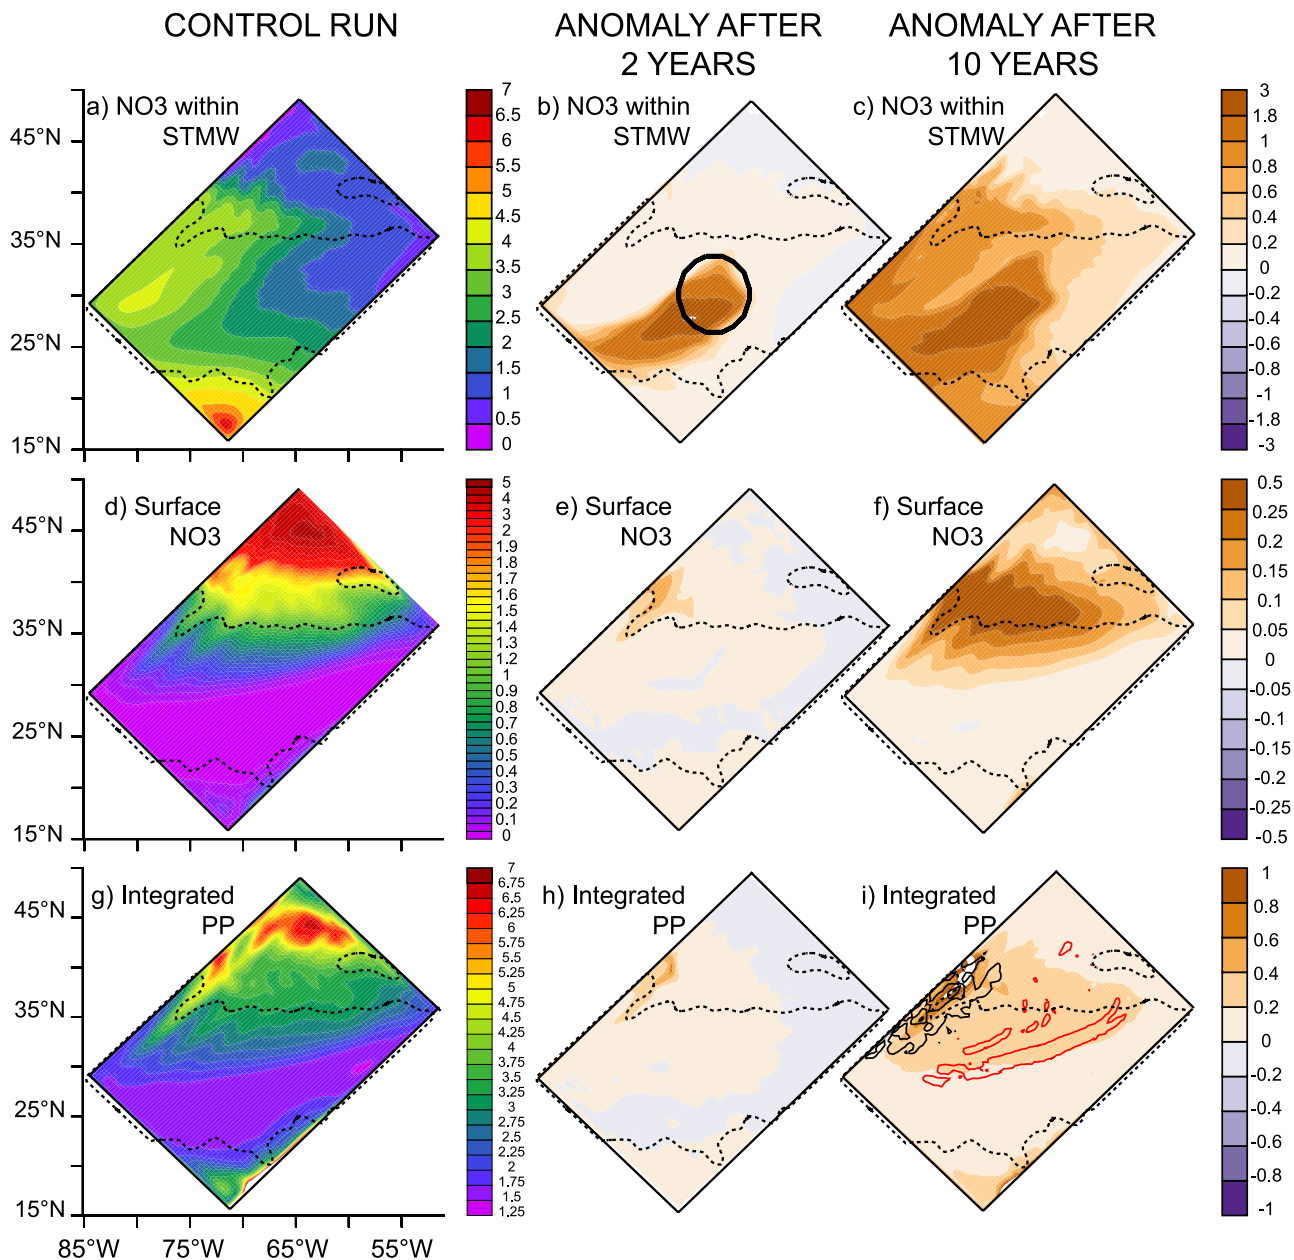 CONTROL RUN
ANOMALY AFTER
2 YEARS
ANOMALY AFTER
10 YEARS
a) NO3 within
STMW
b) NO3 within
STMW
c) NO3 within
STMW
45°N
35°N
25°N
15°N
7
6.5
6
5.5
5
4.5
4
3.5
3
2.5
2
1.5
1
0.5
0
3
1.8
1
0.8
0.6
0.4
0.2
0
-0.2
-0.4
-0.6
-0.8
-1
-1.8
-3
d) Surface
NO3
e) Surface
NO3
f) Surface
NO3
45°N
35°N
25°N
15°N
5
4
3
2
1.9
1.8
1.7
1.6
1.5
1.4
1.3
1.2
1.1
1
0.9
0.8
0.7
0.6
0.5
0.4
0.3
0.2
0.1
0
0.5
0.25
0.2
0.15
0.1
0.05
0
-0.05
-0.1
-0.15
-0.2
-0.25
-0.5
g) Integrated
PP
h) Integrated
PP
i) Integrated
PP
45°N
35°N
25°N
15°N
7
6.75
6.5
6.25
6
5.75
5.5
5.25
5
4.75
4.5
4.25
4
3.75
3.5
3.25
3
2.75
2.5
2.25
2
1.75
1.5
1.25
1
0.8
0.6
0.4
0.2
0
-0.2
-0.4
-0.6
-0.8
-1
85°W
75°W
65°W
55°W